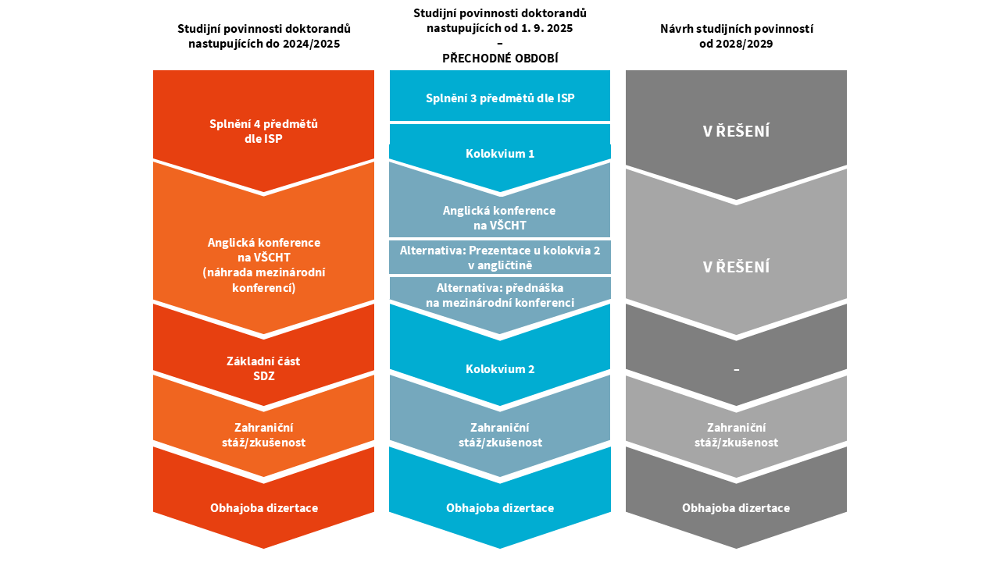 Studijní povinnosti doktorandů
nastupujících do 2024/2025
Splnění 4 předmětů
dle ISP
Anglická konference
na VŠCHT
(náhrada mezinárodní
konferencí)
Základní část
SDZ
Zahraniční
stáž/zkušenost
Obhajoba dizertace
Studijní povinnosti doktorandů
nastupujících od 1. 9. 2025
–
PŘECHODNÉ OBDOBÍ
Splnění 3 předmětů dle ISP
Kolokvium 1
Anglická konference
na VŠCHT
Alternativa: Prezentace u kolokvia 2
v angličtině
Alternativa: přednáška
na mezinárodní konferenci
Kolokvium 2
Zahraniční
stáž/zkušenost
Obhajoba dizertace
Návrh studijních povinností
od 2028/2029
V ŘEŠENÍ
V ŘEŠENÍ
–
Zahraniční
stáž/zkušenost
Obhajoba dizertace